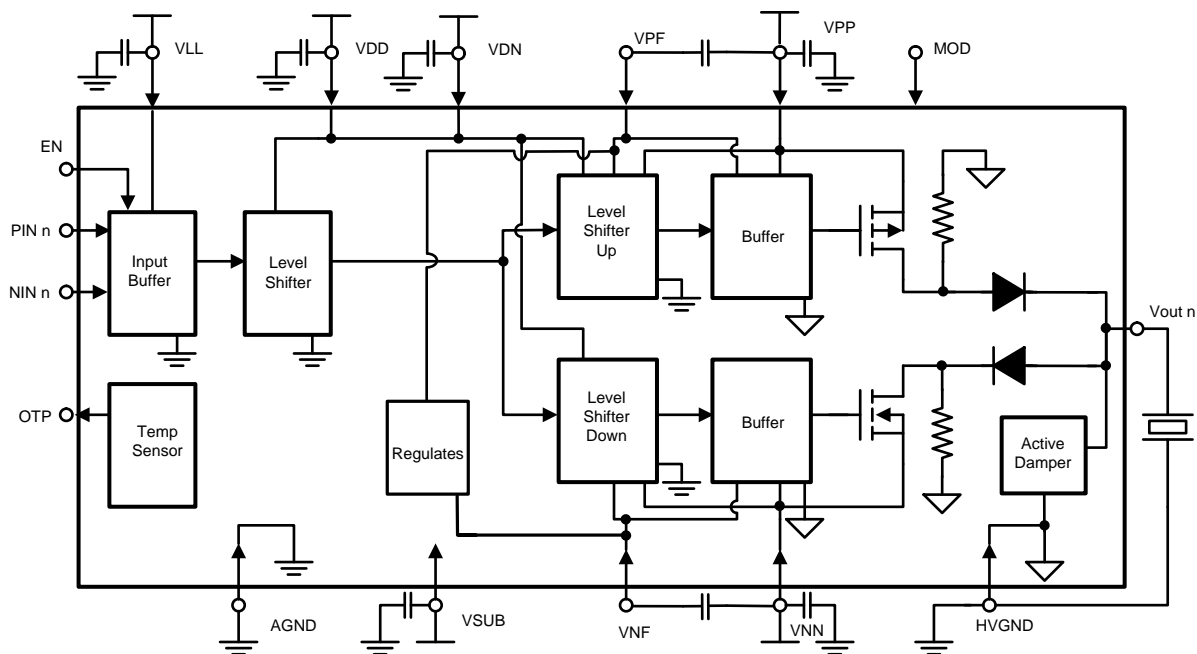 VLL
VDD
VDN
VPF
VPP
MOD
EN
PIN n
NIN n
Input
Buffer
Level
Shifter
Level
Shifter
Up
Buffer
Vout n
OTP
Temp
Sensor
Regulates
Level
Shifter
Down
Buffer
Active
Damper
AGND
VSUB
VNF
VNN
HVGND